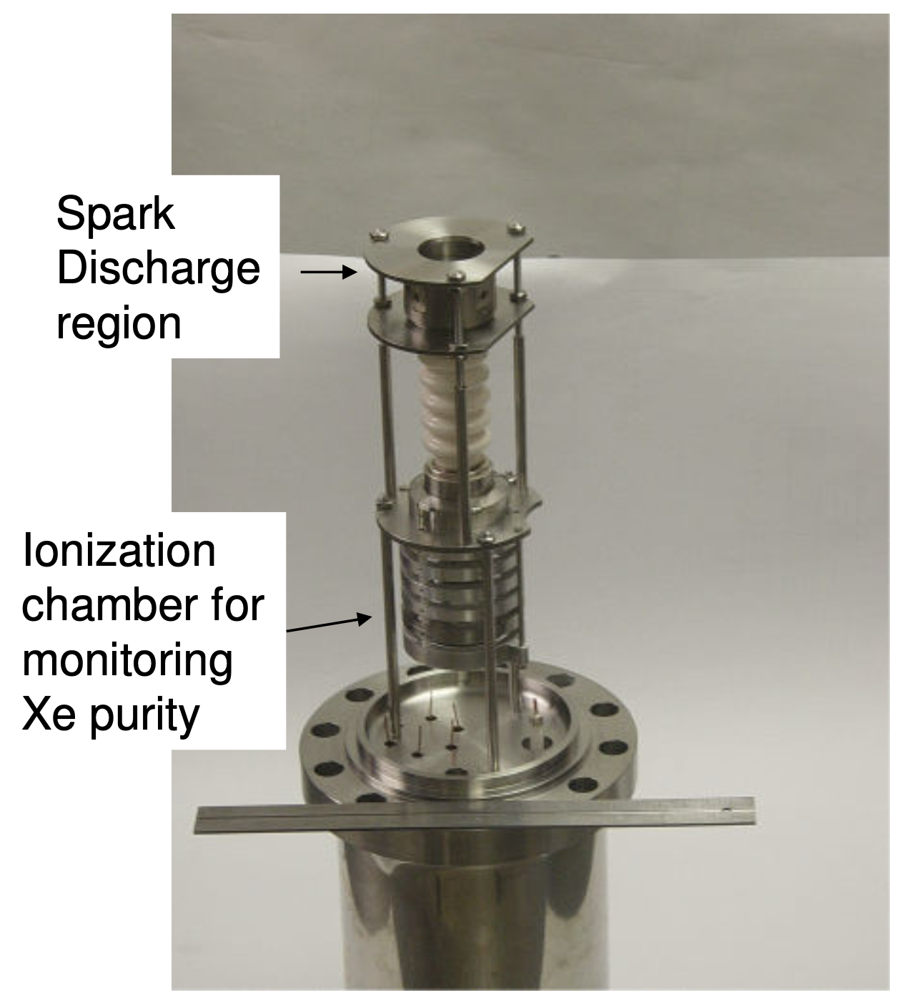 Spark
Discharge
region
Ionization
chamber for
monitoring
Xe purity